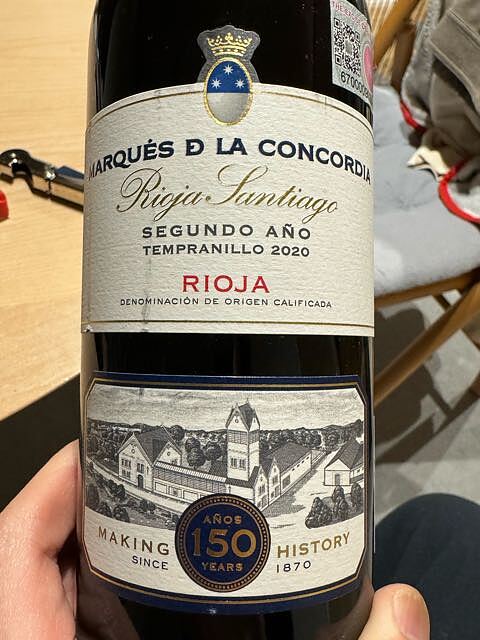 MARQUÉS Đ LA CONCORDIA
Rioja Santiago
SEGUNDO AÑO
TEMPRANILLO 2020
RIOJA
DENOMINACIÓN DE ORIGEN CALIFICADA
AÑOS
150
YEARS
MAKING HISTORY
SINCE 1870